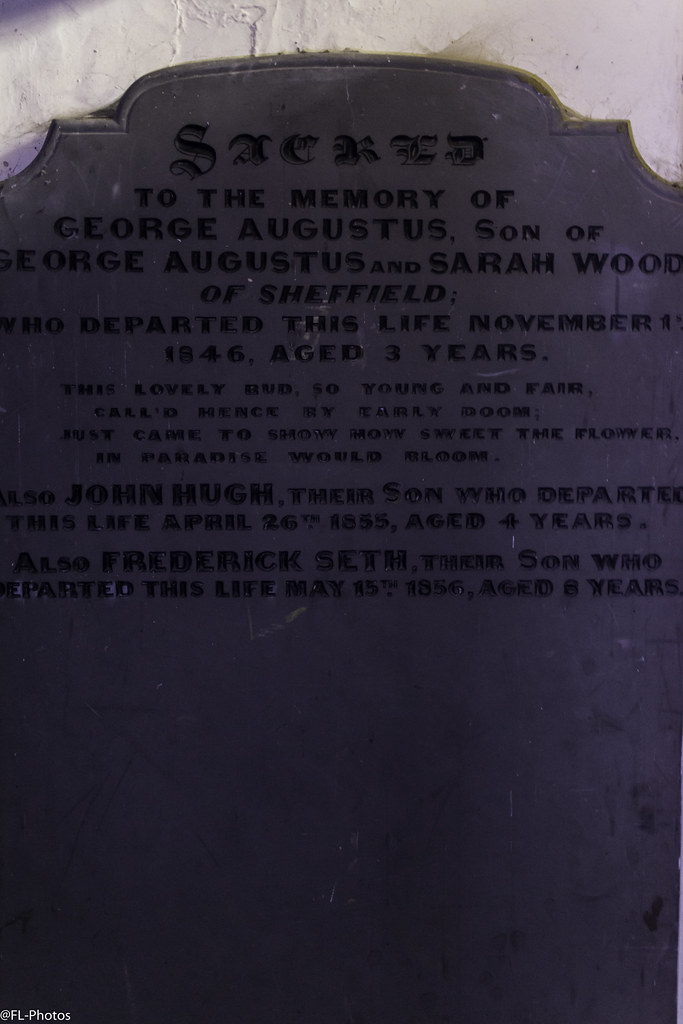 SACRED
TO THE MEMORY OF
GEORGE AUGUSTUS, SON OF
GEORGE AUGUSTUS AND SARAH WOOD
OF SHEFFIELD;
WHO DEPARTED THIS LIFE NOVEMBER
1846, AGED 3 YEARS.
THIS LOVELY BUD, SO YOUNG AND FAIR,
CALL'D HENCE BY EARLY DOOM;
JUST CAME TO SHOW HOW SWEET THE FLOWER,
IN PARADISE WOULD BLOOM.
ALSO JOHN HUGH, THEIR SON WHO DEPARTED
THIS LIFE APRIL 26TH 1855, AGED 4 YEARS.
ALSO FREDERICK SETH, THEIR SON WHO
DEPARTED THIS LIFE MAY 15TH 1856, AGED 8 YEARS.
@FL-Photos